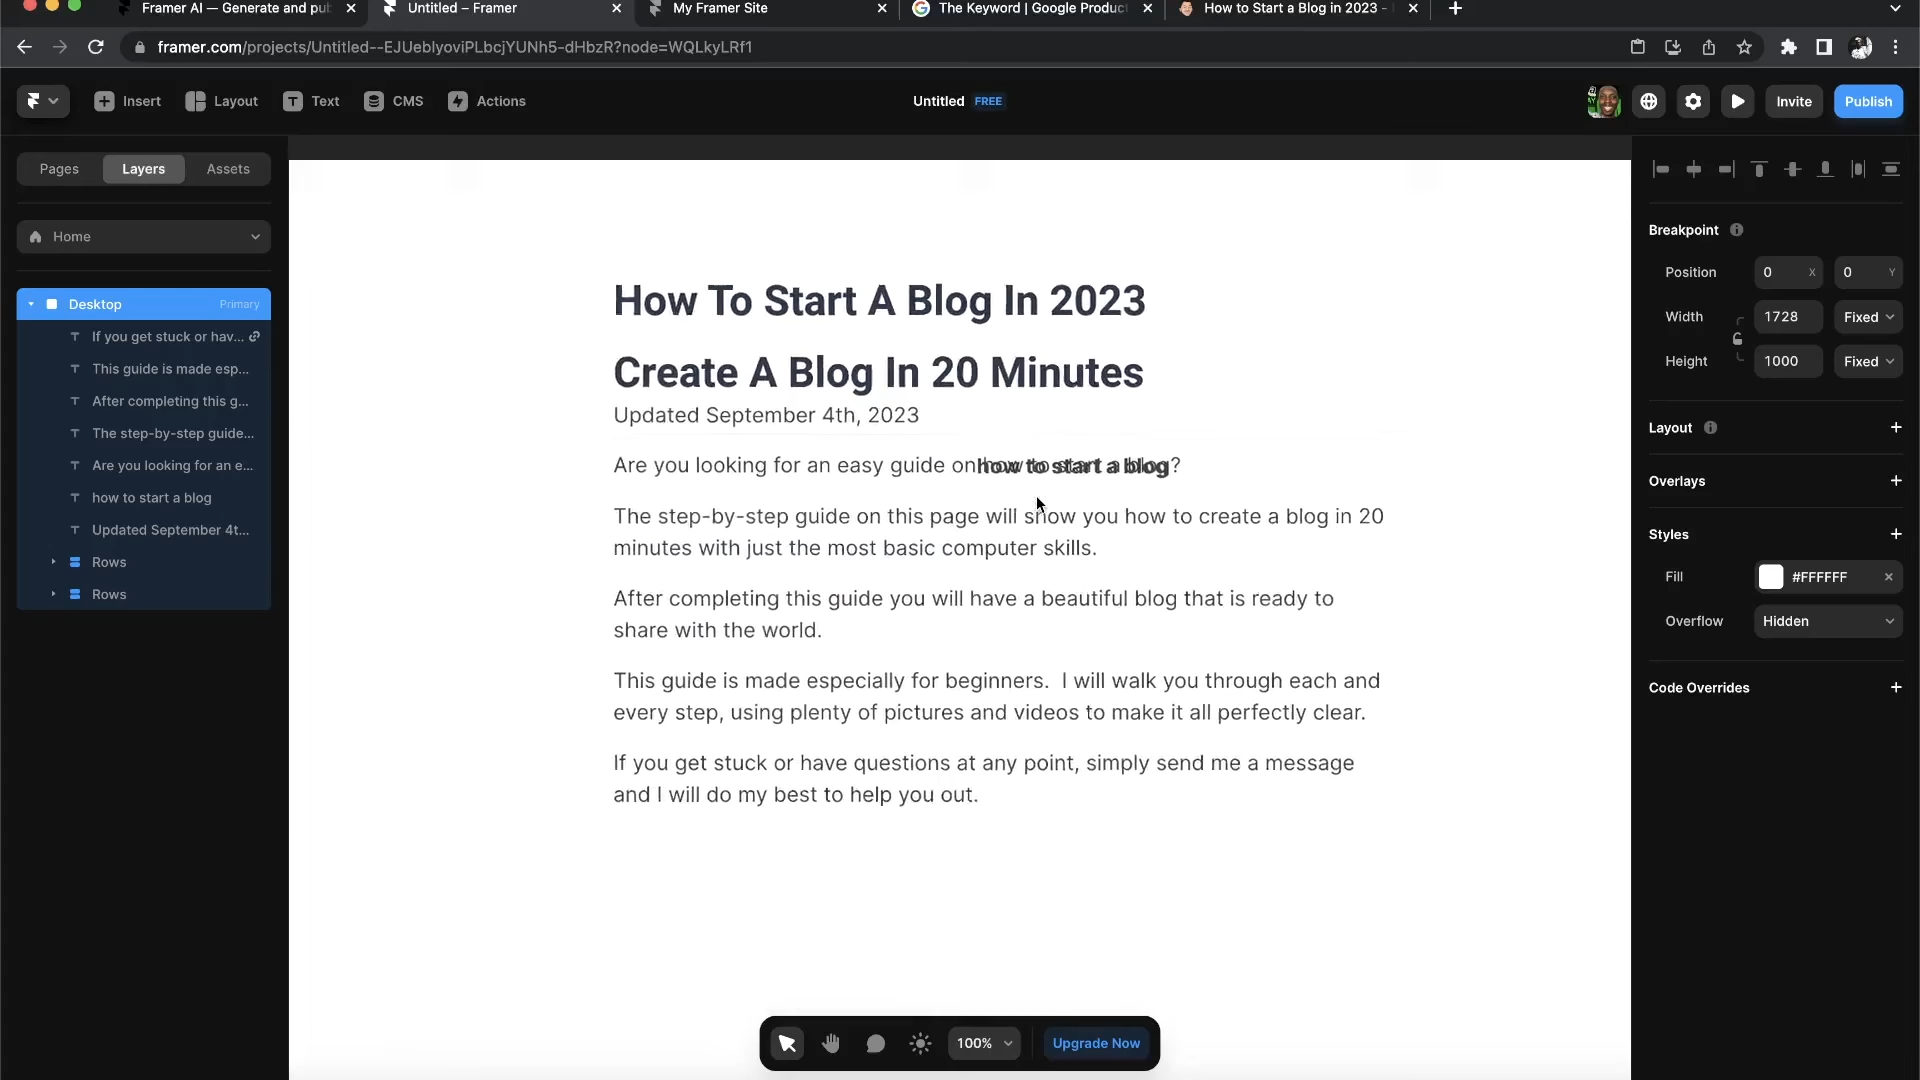 Framer AI — Generate and pub
Untitled – Framer
My Framer Site
The Keyword | Google Product
How to Start a Blog in 2023 -
framer.com/projects/Untitled--EJUeblyoviPLbcjYUNh5-dHbzR?node=WQLkyLRf1
Insert
Layout
Text
CMS
Actions
Untitled FREE
Invite
Publish
Pages
Layers
Assets
Home
Desktop Primary
If you get stuck or hav...
This guide is made esp...
After completing this g...
The step-by-step guide...
Are you looking for an e...
how to start a blog
Updated September 4t...
Rows
Rows
How To Start A Blog In 2023
Create A Blog In 20 Minutes
Updated September 4th, 2023
Are you looking for an easy guide on how to start a blog?
The step-by-step guide on this page will show you how to create a blog in 20
minutes with just the most basic computer skills.
After completing this guide you will have a beautiful blog that is ready to
share with the world.
This guide is made especially for beginners.  I will walk you through each and
every step, using plenty of pictures and videos to make it all perfectly clear.
If you get stuck or have questions at any point, simply send me a message
and I will do my best to help you out.
100%
Upgrade Now
Breakpoint
Position 0 X 0 Y
Width 1728 Fixed
Height 1000 Fixed
Layout
Overlays
Styles
Fill #FFFFFF
Overflow Hidden
Code Overrides